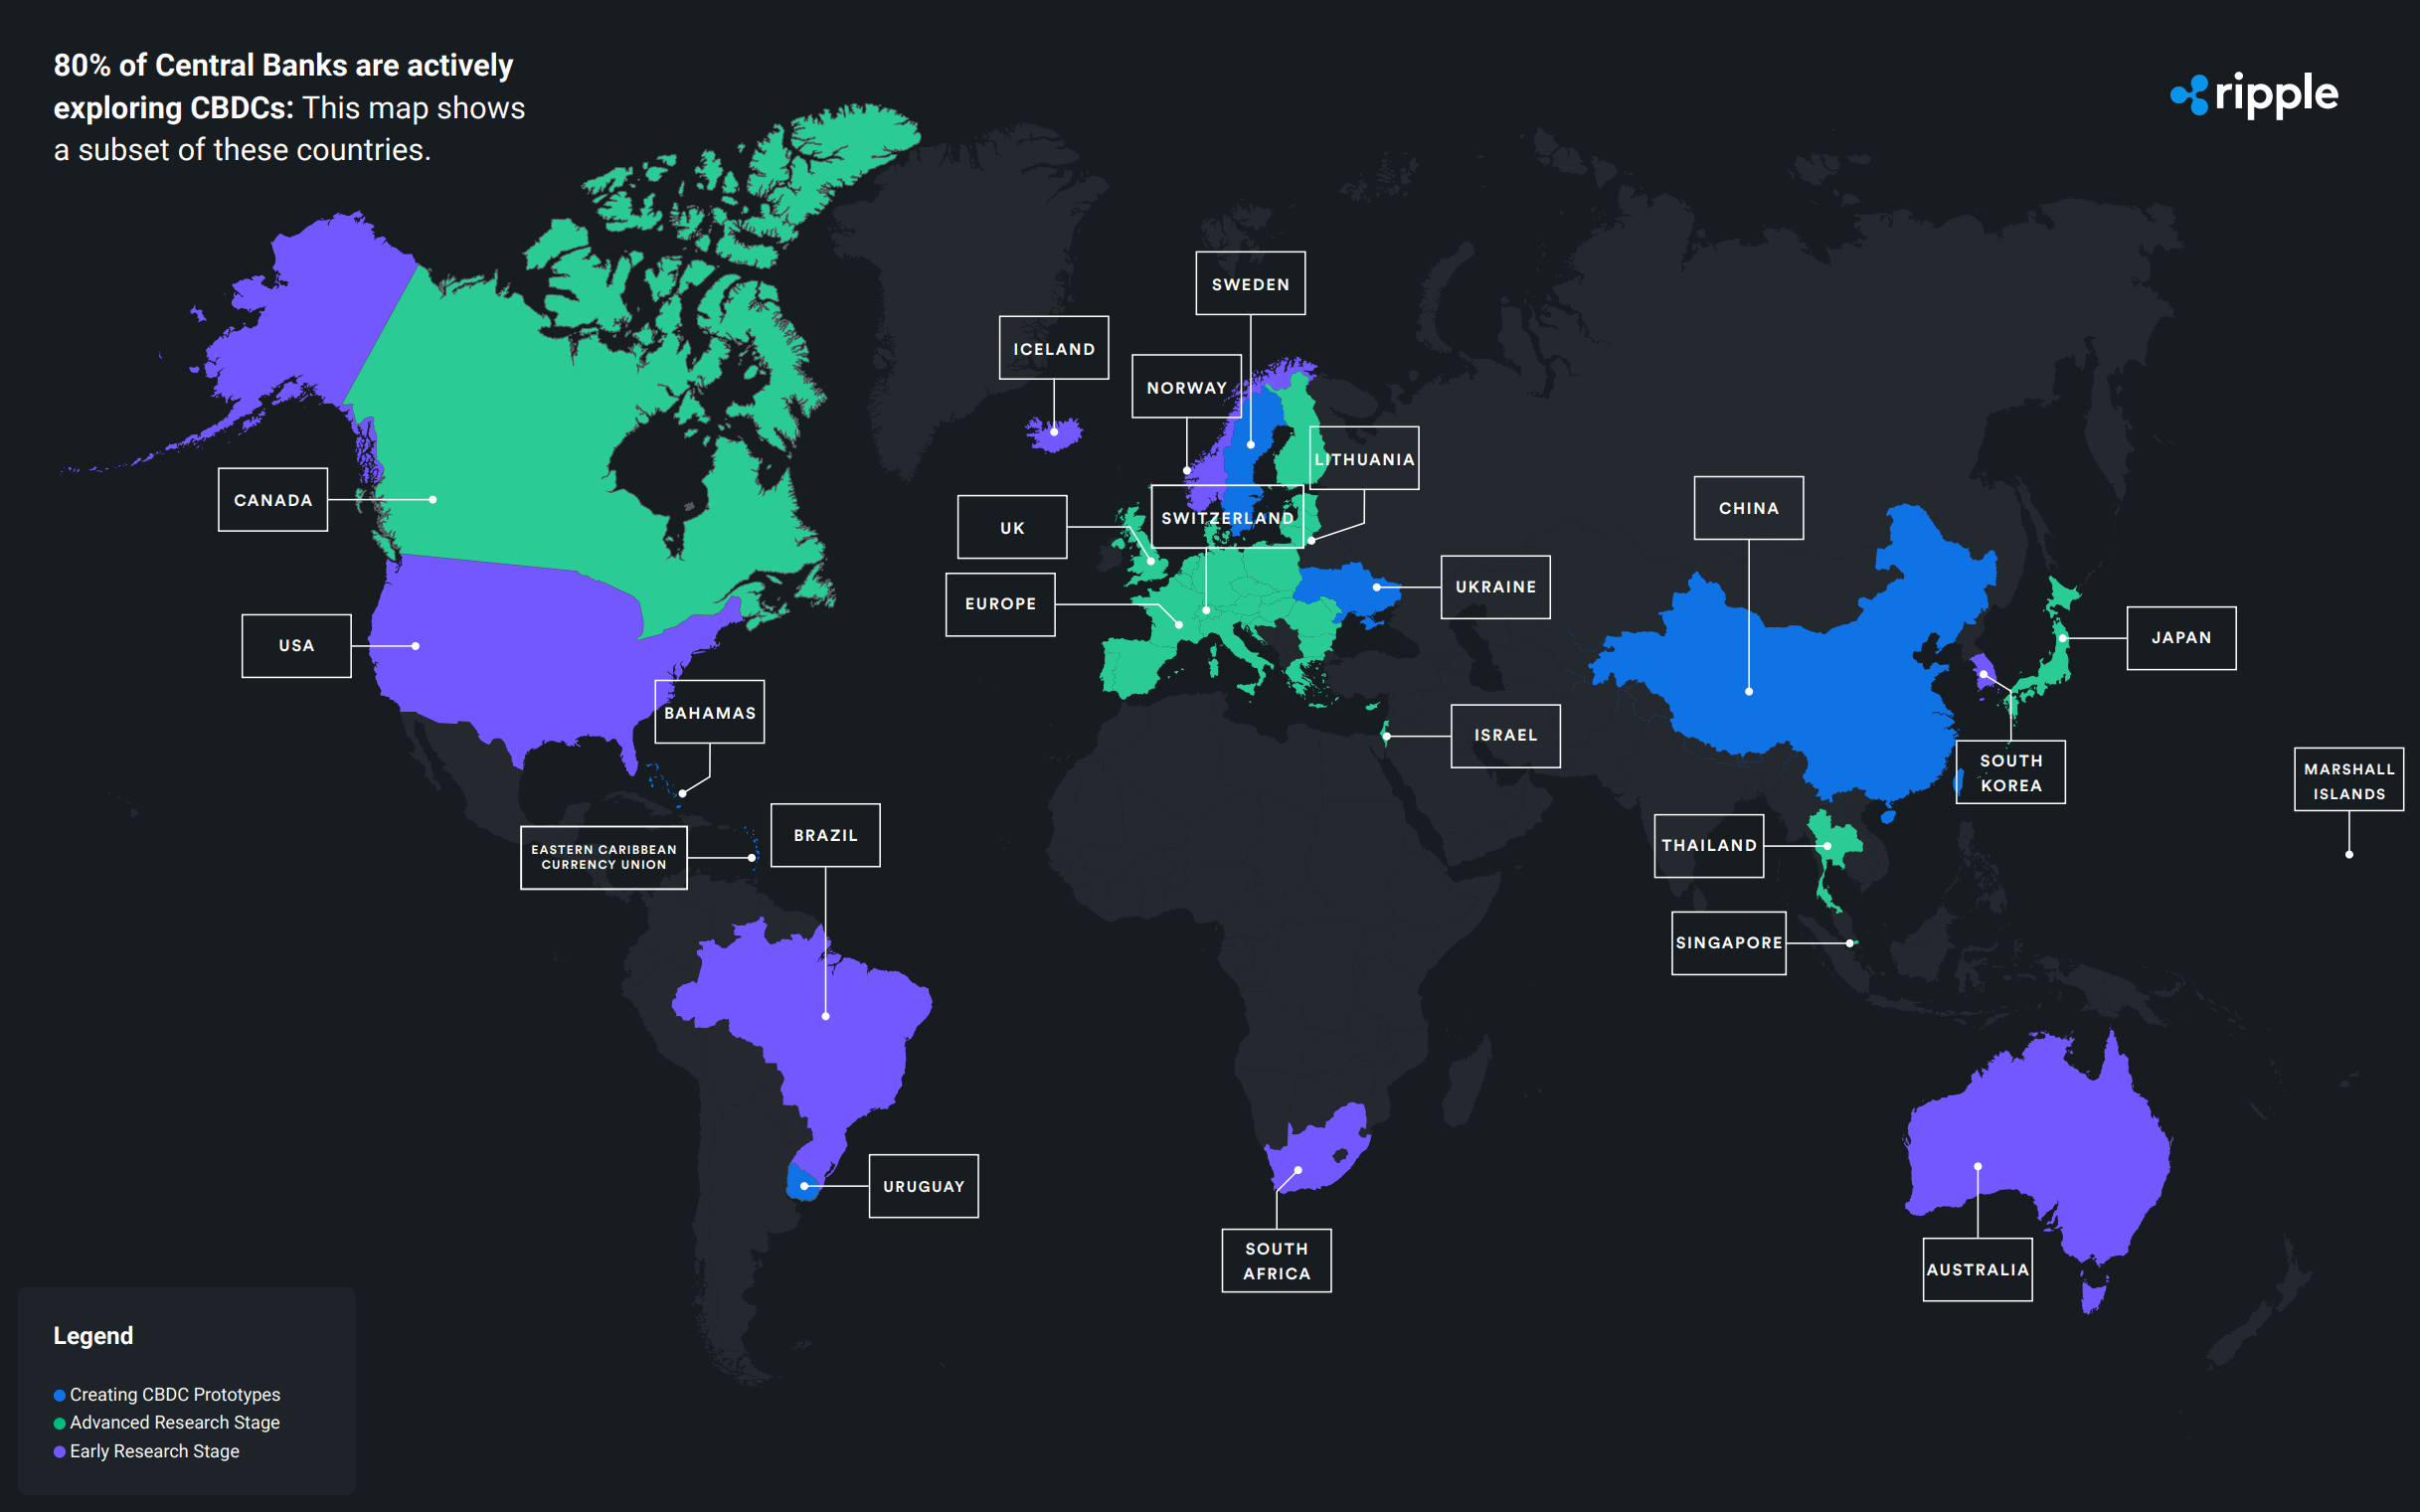 80% of Central Banks are actively
exploring CBDCs: This map shows
a subset of these countries.
ripple
SWEDEN
ICELAND
NORWAY
LITHUANIA
CANADA
UK
SWITZERLAND
CHINA
EUROPE
UKRAINE
JAPAN
USA
BAHAMAS
ISRAEL
SOUTH
KOREA
MARSHALL
ISLANDS
EASTERN CARIBBEAN
CURRENCY UNION
BRAZIL
THAILAND
SINGAPORE
URUGUAY
SOUTH
AFRICA
AUSTRALIA
Legend
Creating CBDC Prototypes
Advanced Research Stage
Early Research Stage